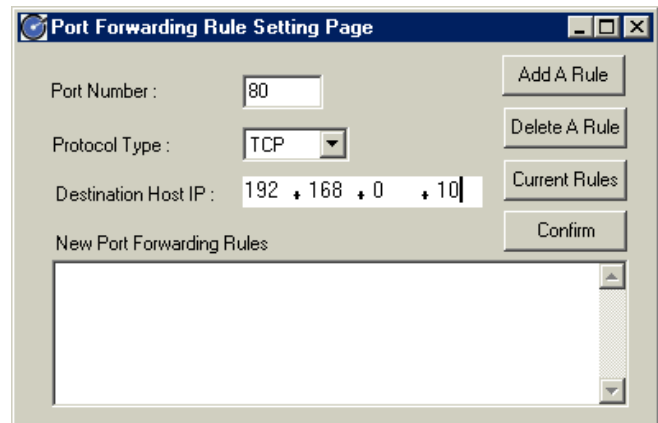 Port Forwarding Rule Setting Page
Port Number : 80
Add A Rule
Protocol Type : TCP
Delete A Rule
Destination Host IP : 192 . 168 . 0 . 10
Current Rules
Confirm
New Port Forwarding Rules